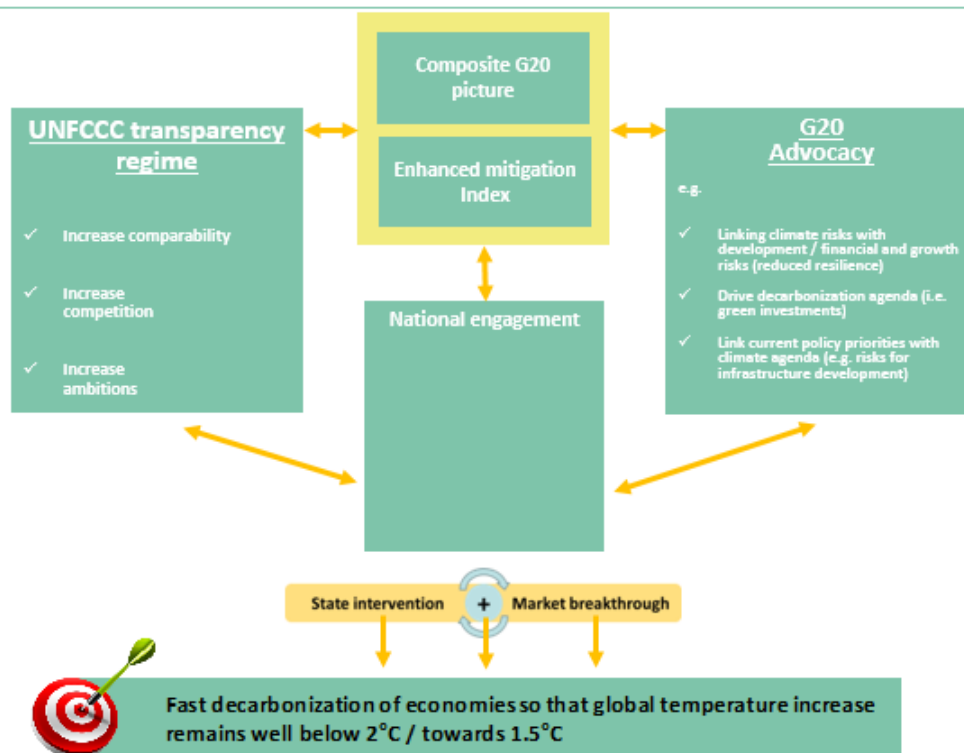 Composite G20
picture
Enhanced mitigation
Index
UNFCCC transparency
regime
✓ Increase comparability
✓ Increase
competition
✓ Increase
ambitions
G20
Advocacy
e.g.
✓ Linking climate risks with
development / financial and growth
risks (reduced resilience)
✓ Drive decarbonization agenda (i.e.
green investments)
✓ Link current policy priorities with
climate agenda (e.g. risks for
infrastructure development)
National engagement
State intervention + Market breakthrough
Fast decarbonization of economies so that global temperature increase
remains well below 2°C / towards 1.5°C